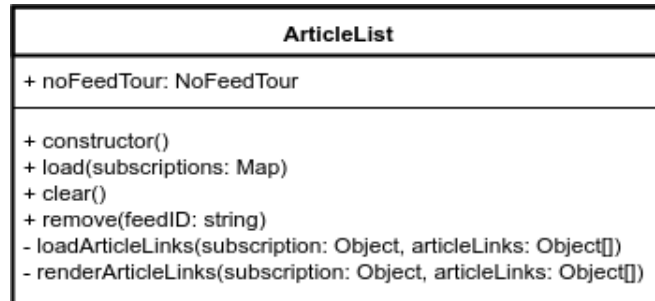 ArticleList
+ noFeedTour: NoFeedTour
+ constructor()
+ load(subscriptions: Map)
+ clear()
+ remove(feedID: string)
- loadArticleLinks(subscription: Object, articleLinks: Object[])
- renderArticleLinks(subscription: Object, articleLinks: Object[])